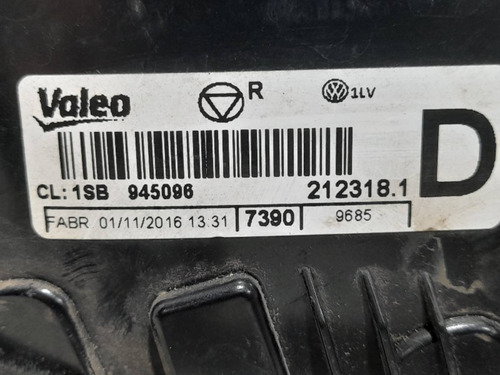 Valeo R 1LV
D
CL: 1SB 945096 212318.1
FABR 01/11/2016 13.31 7390 9685